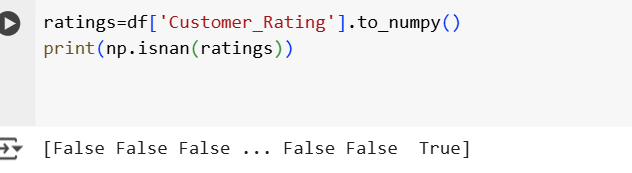 ratings=df['Customer_Rating'].to_numpy()
print(np.isnan(ratings))
[False False False ... False False  True]